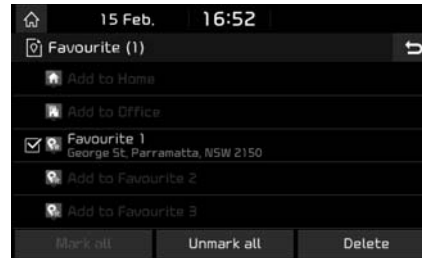 15 Feb. 16:52
Favourite (1)
Add to Home
Add to Office
Favourite 1
George St, Parramatta, NSW 2150
Add to Favourite 2
Add to Favourite 3
Mark all Unmark all Delete